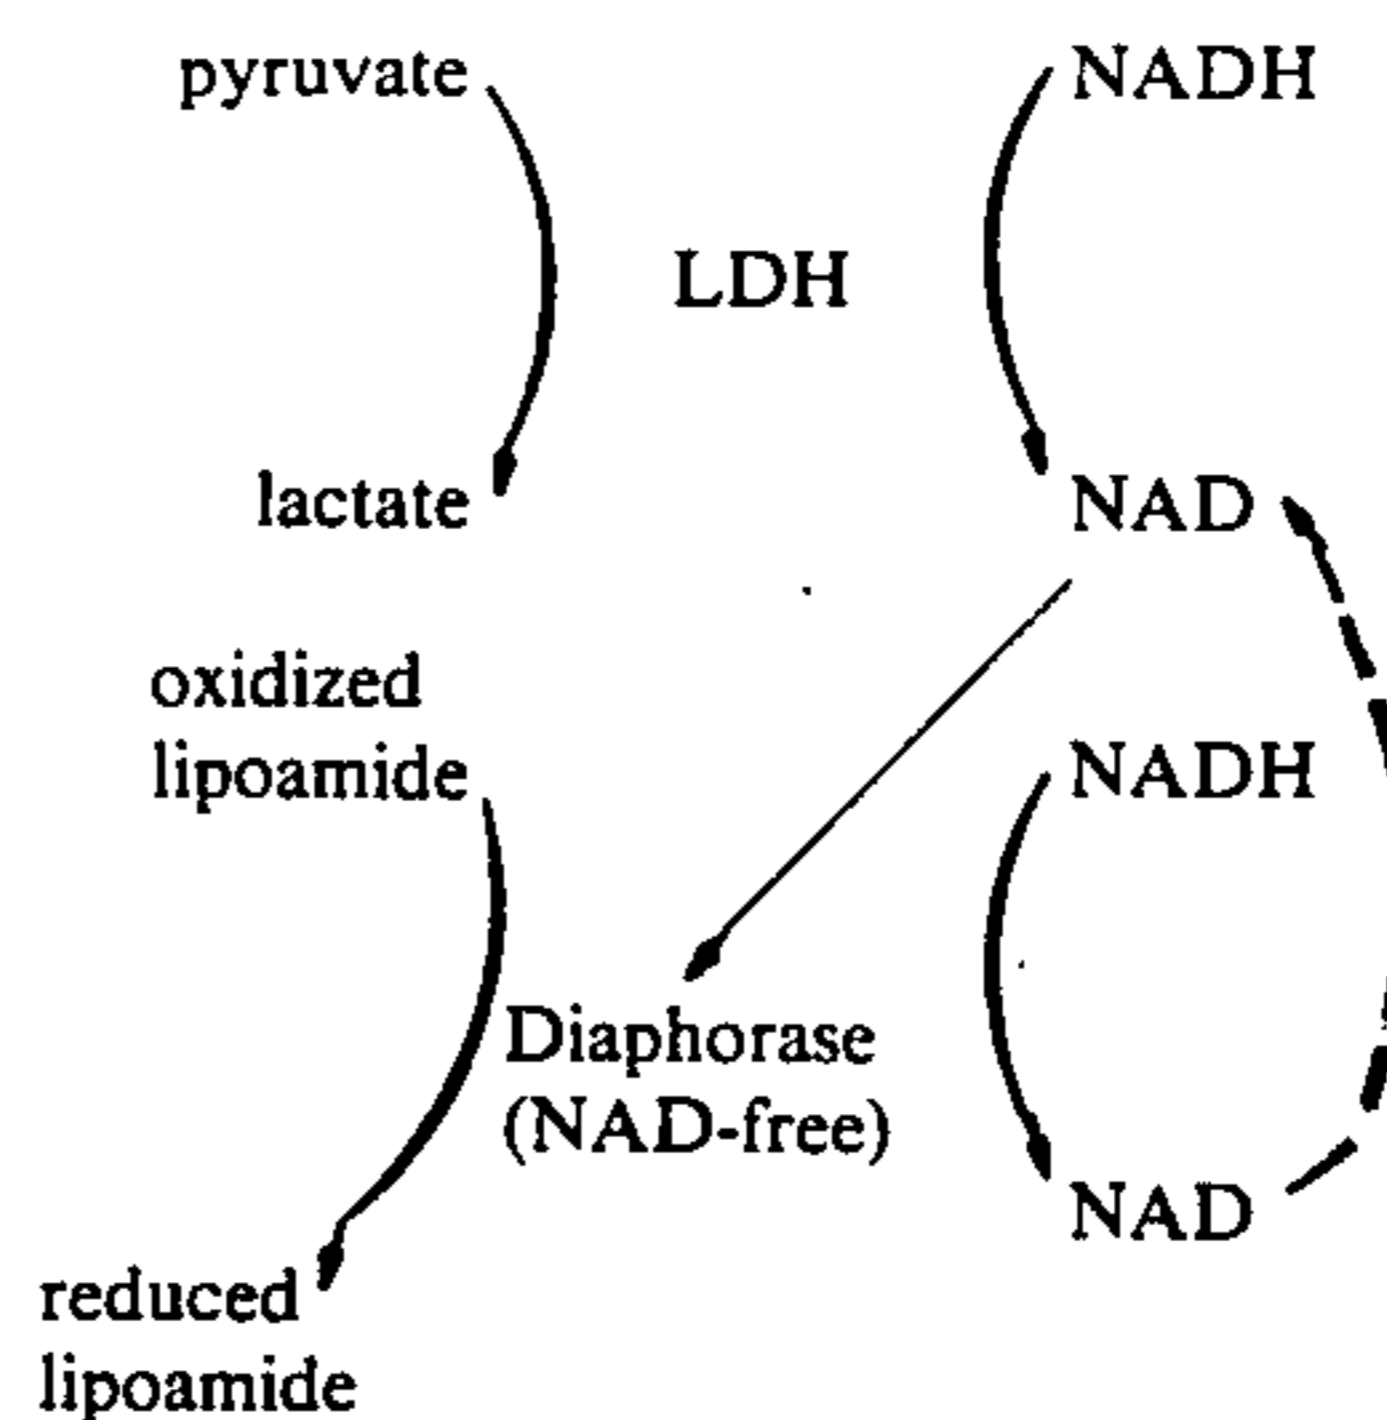 pyruvate
NADH
LDH
lactate
NAD
oxidized
lipoamide
NADH
Diaphorase
(NAD-free)
NAD
reduced
lipoamide